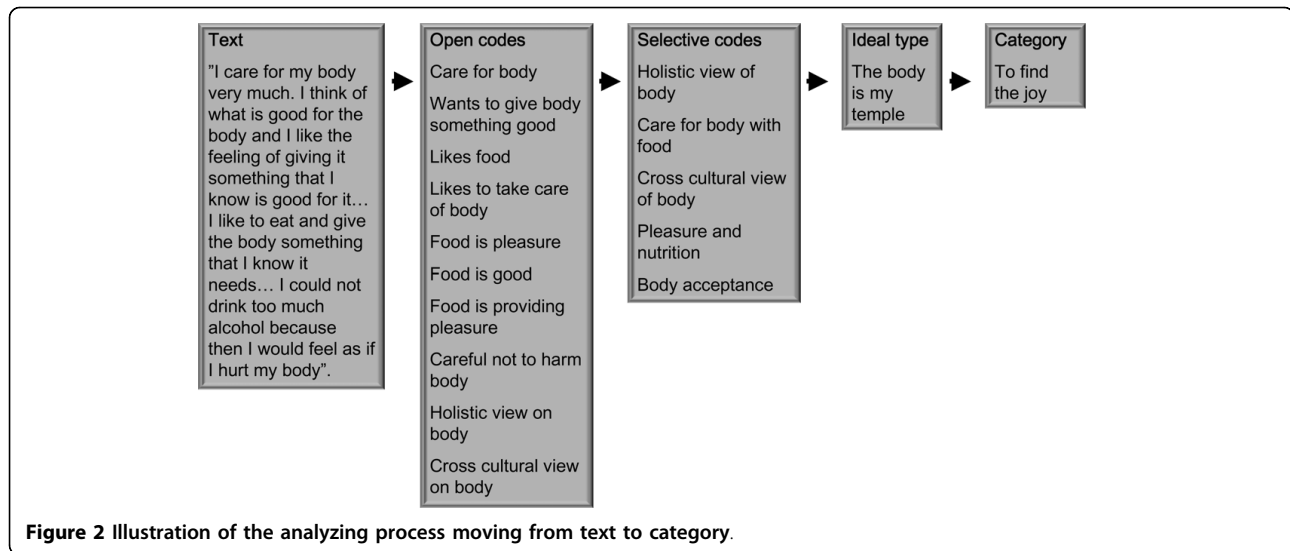 Text
"I care for my body
very much. I think of
what is good for the
body and I like the
feeling of giving it
something that I
know is good for it…
I like to eat and give
the body something
that I know it
needs… I could not
drink too much
alcohol because
then I would feel as if
I hurt my body".
Open codes
Care for body
Wants to give body
something good
Likes food
Likes to take care
of body
Food is pleasure
Food is good
Food is providing
pleasure
Careful not to harm
body
Holistic view on
body
Cross cultural view
on body
Selective codes
Holistic view of
body
Care for body with
food
Cross cultural view
of body
Pleasure and
nutrition
Body acceptance
Ideal type
The body
is my
temple
Category
To find
the joy
Figure 2 Illustration of the analyzing process moving from text to category.